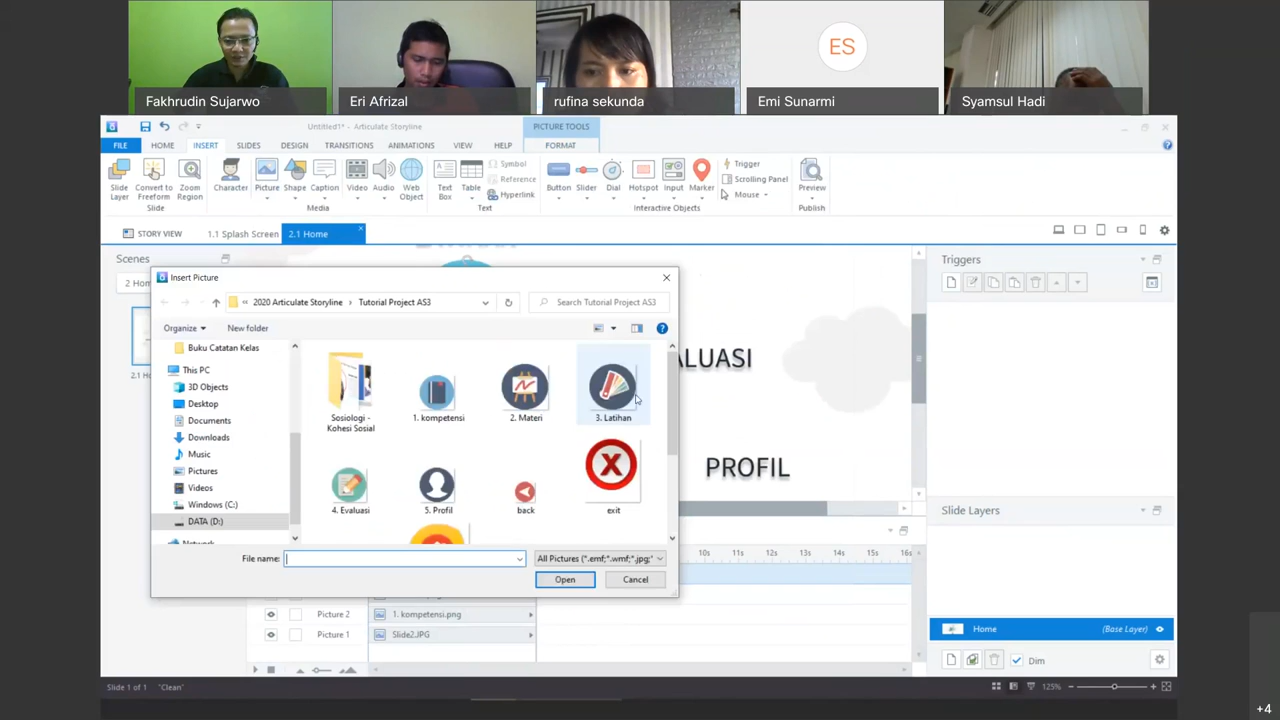 Fakhrudin Sujarwo
Eri Afrizal
rufina sekunda
ES
Emi Sunarmi
Syamsul Hadi
Untitled1* - Articulate Storyline
PICTURE TOOLS
FILE
HOME
INSERT
SLIDES
DESIGN
TRANSITIONS
ANIMATIONS
VIEW
HELP
FORMAT
Slide Layer
Convert to Freeform
Zoom Region
Slide
Character
Picture
Shape
Caption
Video
Audio
Web Object
Media
Text Box
Table
Symbol
Reference
Hyperlink
Text
Button
Slider
Dial
Hotspot
Input
Marker
Trigger
Scrolling Panel
Mouse
Interactive Objects
Preview
Publish
STORY VIEW
1.1 Splash Screen
2.1 Home
Scenes
2 Hom
2.1 H
Insert Picture
2020 Articulate Storyline
Tutorial Project AS3
Search Tutorial Project AS3
Organize
New folder
Buku Catatan Kelas
This PC
3D Objects
Desktop
Documents
Downloads
Music
Pictures
Videos
Windows (C:)
DATA (D:)
Sosiologi - Kohesi Sosial
1. kompetensi
2. Materi
3. Latihan
4. Evaluasi
5. Profil
back
exit
File name:
All Pictures (*.emf;*.wmf;*.jpg;*
Open
Cancel
ALUASI
PROFIL
Triggers
Slide Layers
10s
11s
12s
13s
14s
15s
16s
Picture 2
1. kompetensi.png
Picture 1
Slide2.JPG
Home
(Base Layer)
Dim
Slide 1 of 1
"Clean"
125%
+4